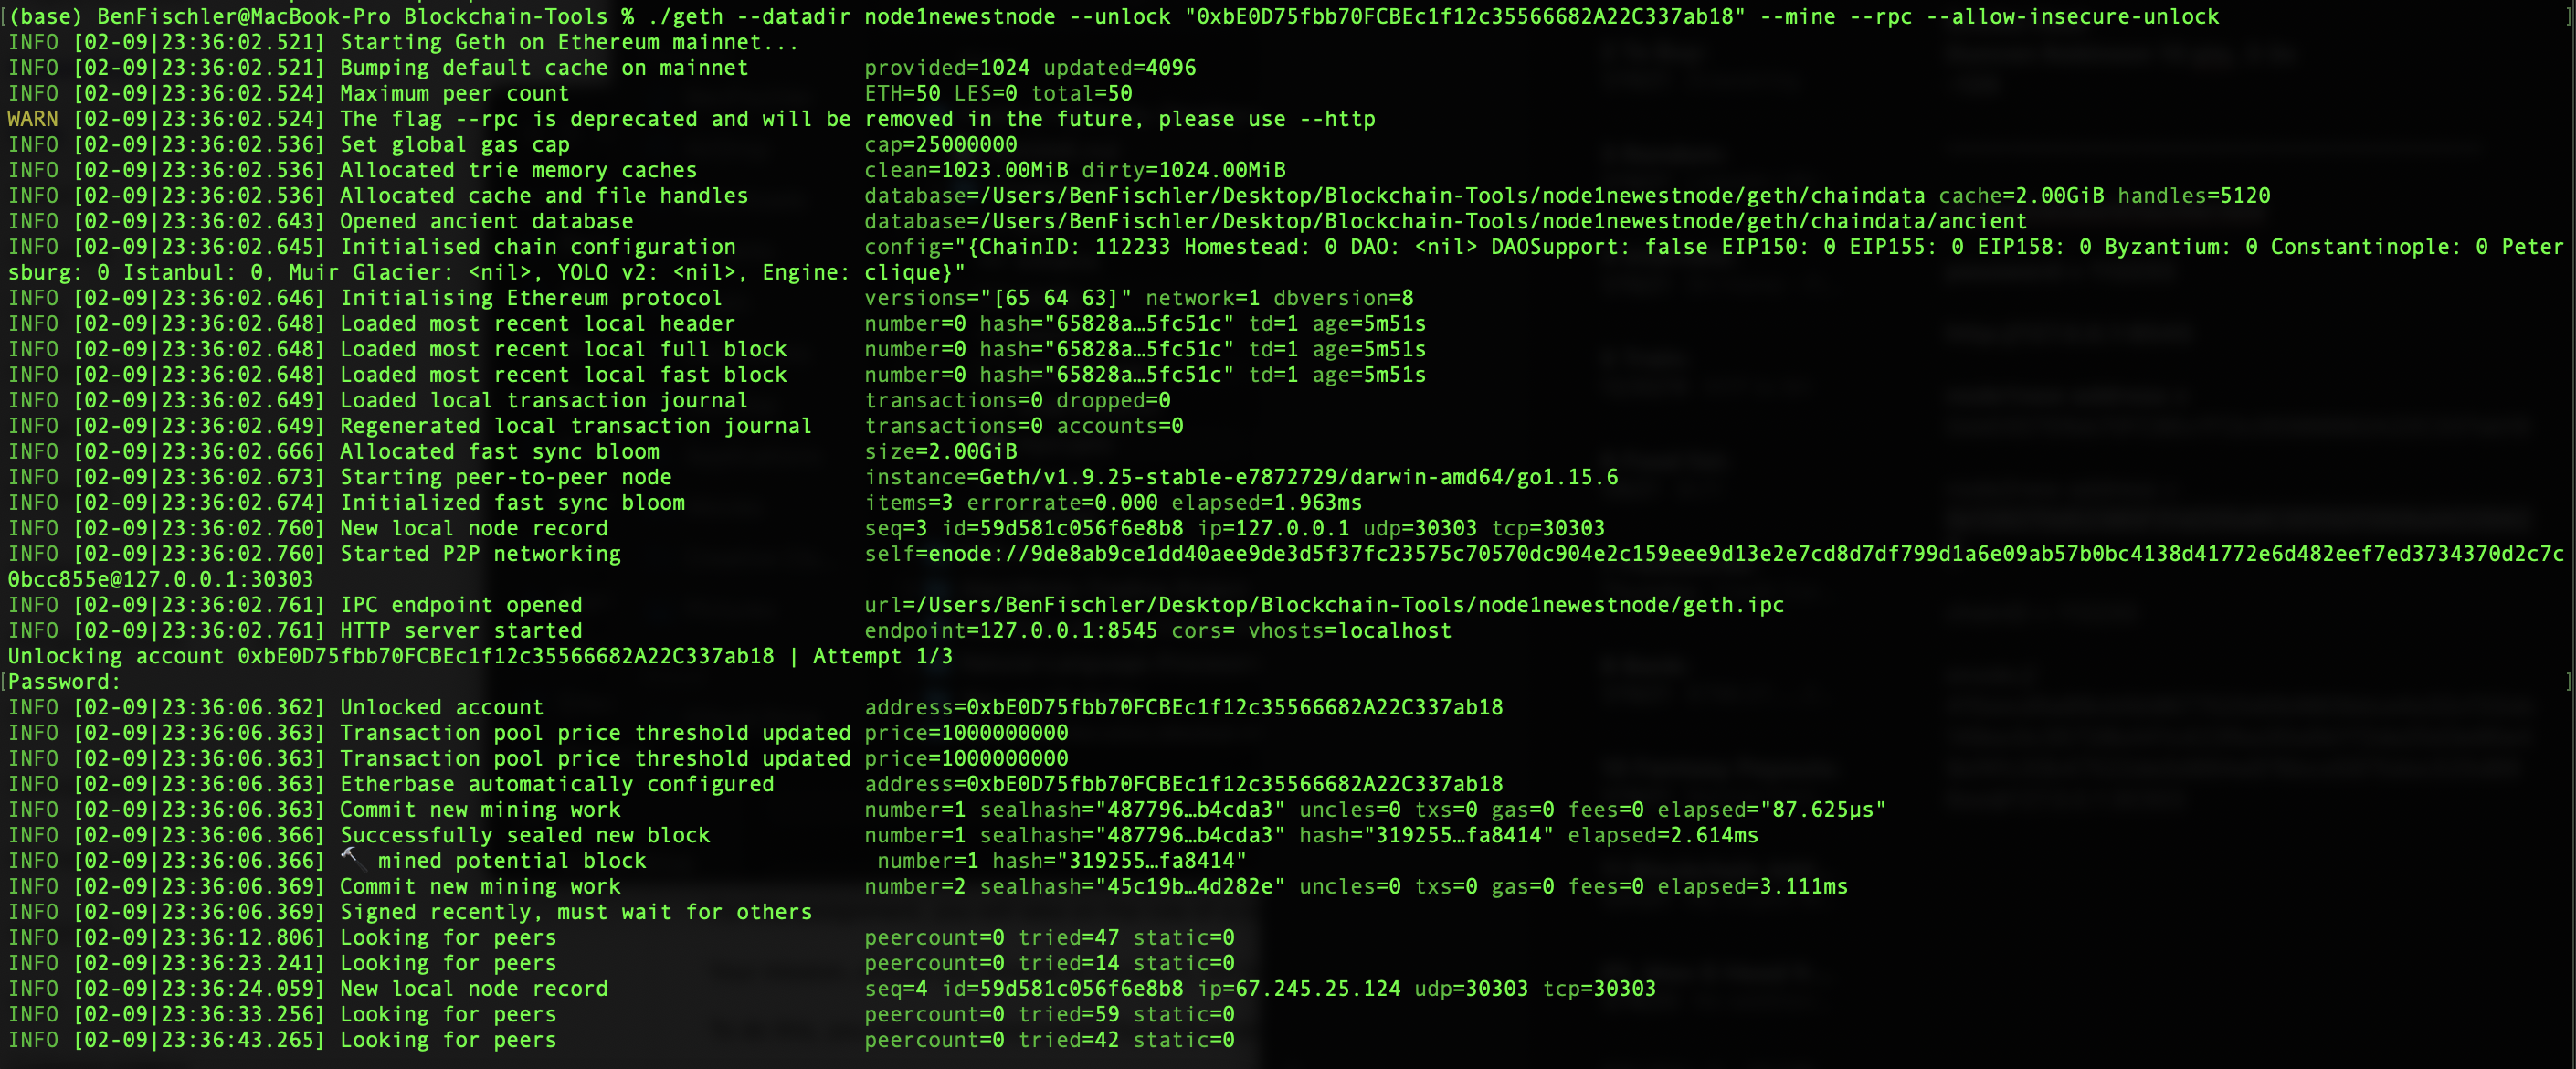 [(base) BenFischler@MacBook-Pro Blockchain-Tools % ./geth --datadir node1newestnode --unlock "0xbE0D75fbb70FCBEc1f12c35566682A22C337ab18" --mine --rpc --allow-insecure-unlock ]
INFO [02-09|23:36:02.521] Starting Geth on Ethereum mainnet...
INFO [02-09|23:36:02.521] Bumping default cache on mainnet provided=1024 updated=4096
INFO [02-09|23:36:02.524] Maximum peer count ETH=50 LES=0 total=50
WARN [02-09|23:36:02.524] The flag --rpc is deprecated and will be removed in the future, please use --http
INFO [02-09|23:36:02.536] Set global gas cap cap=25000000
INFO [02-09|23:36:02.536] Allocated trie memory caches clean=1023.00MiB dirty=1024.00MiB
INFO [02-09|23:36:02.536] Allocated cache and file handles database=/Users/BenFischler/Desktop/Blockchain-Tools/node1newestnode/geth/chaindata cache=2.00GiB handles=5120
INFO [02-09|23:36:02.643] Opened ancient database database=/Users/BenFischler/Desktop/Blockchain-Tools/node1newestnode/geth/chaindata/ancient
INFO [02-09|23:36:02.645] Initialised chain configuration config="{ChainID: 112233 Homestead: 0 DAO: <nil> DAOSupport: false EIP150: 0 EIP155: 0 EIP158: 0 Byzantium: 0 Constantinople: 0 Peter
sburg: 0 Istanbul: 0, Muir Glacier: <nil>, YOLO v2: <nil>, Engine: clique}"
INFO [02-09|23:36:02.646] Initialising Ethereum protocol versions="[65 64 63]" network=1 dbversion=8
INFO [02-09|23:36:02.648] Loaded most recent local header number=0 hash="65828a…5fc51c" td=1 age=5m51s
INFO [02-09|23:36:02.648] Loaded most recent local full block number=0 hash="65828a…5fc51c" td=1 age=5m51s
INFO [02-09|23:36:02.648] Loaded most recent local fast block number=0 hash="65828a…5fc51c" td=1 age=5m51s
INFO [02-09|23:36:02.649] Loaded local transaction journal transactions=0 dropped=0
INFO [02-09|23:36:02.649] Regenerated local transaction journal transactions=0 accounts=0
INFO [02-09|23:36:02.666] Allocated fast sync bloom size=2.00GiB
INFO [02-09|23:36:02.673] Starting peer-to-peer node instance=Geth/v1.9.25-stable-e7872729/darwin-amd64/go1.15.6
INFO [02-09|23:36:02.674] Initialized fast sync bloom items=3 errorrate=0.000 elapsed=1.963ms
INFO [02-09|23:36:02.760] New local node record seq=3 id=59d581c056f6e8b8 ip=127.0.0.1 udp=30303 tcp=30303
INFO [02-09|23:36:02.760] Started P2P networking self=enode://9de8ab9ce1dd40aee9de3d5f37fc23575c70570dc904e2c159eee9d13e2e7cd8d7df799d1a6e09ab57b0bc4138d41772e6d482eef7ed3734370d2c7c
0bcc855e@127.0.0.1:30303
INFO [02-09|23:36:02.761] IPC endpoint opened url=/Users/BenFischler/Desktop/Blockchain-Tools/node1newestnode/geth.ipc
INFO [02-09|23:36:02.761] HTTP server started endpoint=127.0.0.1:8545 cors= vhosts=localhost
Unlocking account 0xbE0D75fbb70FCBEc1f12c35566682A22C337ab18 | Attempt 1/3
[Password: ]
INFO [02-09|23:36:06.362] Unlocked account address=0xbE0D75fbb70FCBEc1f12c35566682A22C337ab18
INFO [02-09|23:36:06.363] Transaction pool price threshold updated price=1000000000
INFO [02-09|23:36:06.363] Transaction pool price threshold updated price=1000000000
INFO [02-09|23:36:06.363] Etherbase automatically configured address=0xbE0D75fbb70FCBEc1f12c35566682A22C337ab18
INFO [02-09|23:36:06.363] Commit new mining work number=1 sealhash="487796…b4cda3" uncles=0 txs=0 gas=0 fees=0 elapsed="87.625µs"
INFO [02-09|23:36:06.366] Successfully sealed new block number=1 sealhash="487796…b4cda3" hash="319255…fa8414" elapsed=2.614ms
INFO [02-09|23:36:06.366] 🔨 mined potential block number=1 hash="319255…fa8414"
INFO [02-09|23:36:06.369] Commit new mining work number=2 sealhash="45c19b…4d282e" uncles=0 txs=0 gas=0 fees=0 elapsed=3.111ms
INFO [02-09|23:36:06.369] Signed recently, must wait for others
INFO [02-09|23:36:12.806] Looking for peers peercount=0 tried=47 static=0
INFO [02-09|23:36:23.241] Looking for peers peercount=0 tried=14 static=0
INFO [02-09|23:36:24.059] New local node record seq=4 id=59d581c056f6e8b8 ip=67.245.25.124 udp=30303 tcp=30303
INFO [02-09|23:36:33.256] Looking for peers peercount=0 tried=59 static=0
INFO [02-09|23:36:43.265] Looking for peers peercount=0 tried=42 static=0